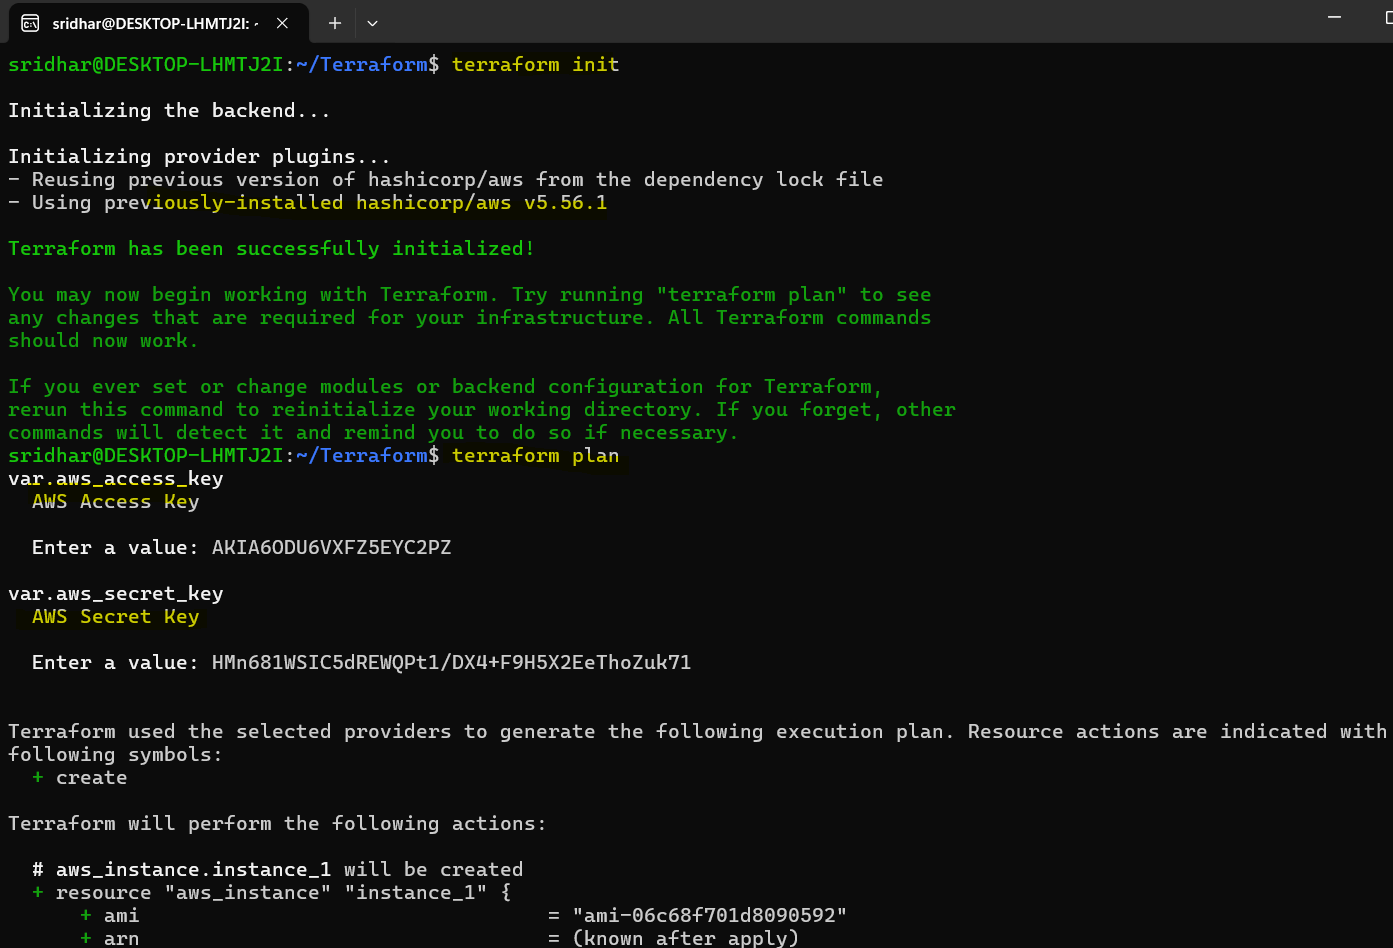 sridhar@DESKTOP-LHMTJ2I: ~
sridhar@DESKTOP-LHMTJ2I:~/Terraform$ terraform init
Initializing the backend...
Initializing provider plugins...
- Reusing previous version of hashicorp/aws from the dependency lock file
- Using previously-installed hashicorp/aws v5.56.1
Terraform has been successfully initialized!
You may now begin working with Terraform. Try running "terraform plan" to see
any changes that are required for your infrastructure. All Terraform commands
should now work.
If you ever set or change modules or backend configuration for Terraform,
rerun this command to reinitialize your working directory. If you forget, other
commands will detect it and remind you to do so if necessary.
sridhar@DESKTOP-LHMTJ2I:~/Terraform$ terraform plan
var.aws_access_key
AWS Access Key
Enter a value: AKIA6ODU6VXFZ5EYC2PZ
var.aws_secret_key
AWS Secret Key
Enter a value: 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
Terraform used the selected providers to generate the following execution plan. Resource actions are indicated with
following symbols:
+ create
Terraform will perform the following actions:
# aws_instance.instance_1 will be created
+ resource "aws_instance" "instance_1" {
+ ami = "ami-06c68f701d8090592"
+ arn = (known after apply)